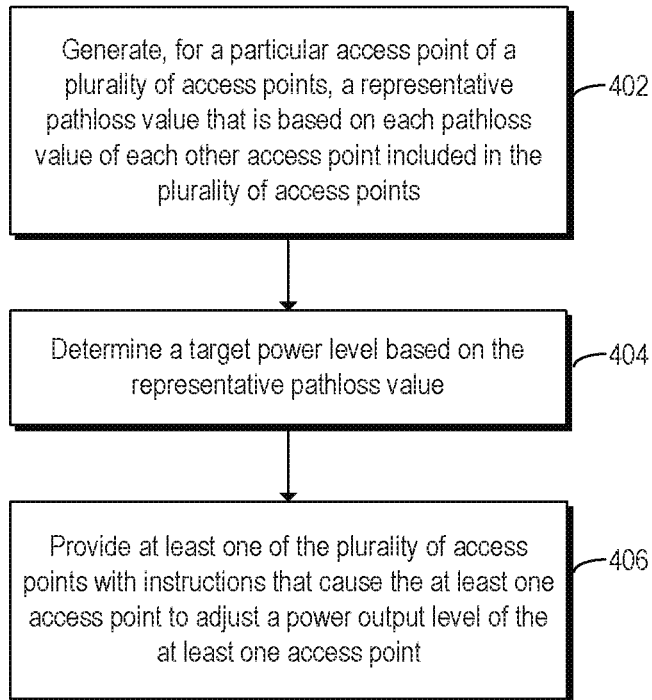 Generate, for a particular access point of a
plurality of access points, a representative
pathloss value that is based on each pathloss
value of each other access point included in the
plurality of access points
402
Determine a target power level based on the
representative pathloss value
404
Provide at least one of the plurality of access
points with instructions that cause the at least one
access point to adjust a power output level of the
at least one access point
406